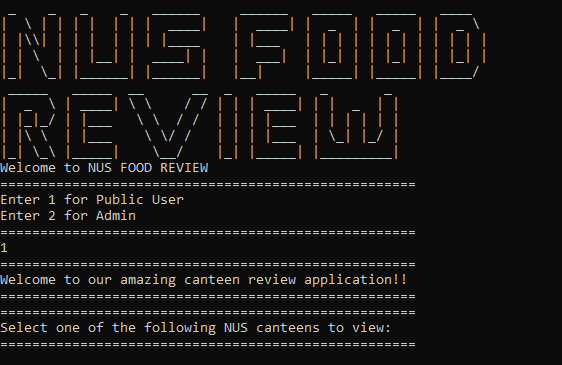 NUS FOOD
REVIEW
Welcome to NUS FOOD REVIEW
====================================================
Enter 1 for Public User
Enter 2 for Admin
====================================================
1
====================================================
Welcome to our amazing canteen review application!!
====================================================
====================================================
Select one of the following NUS canteens to view:
====================================================